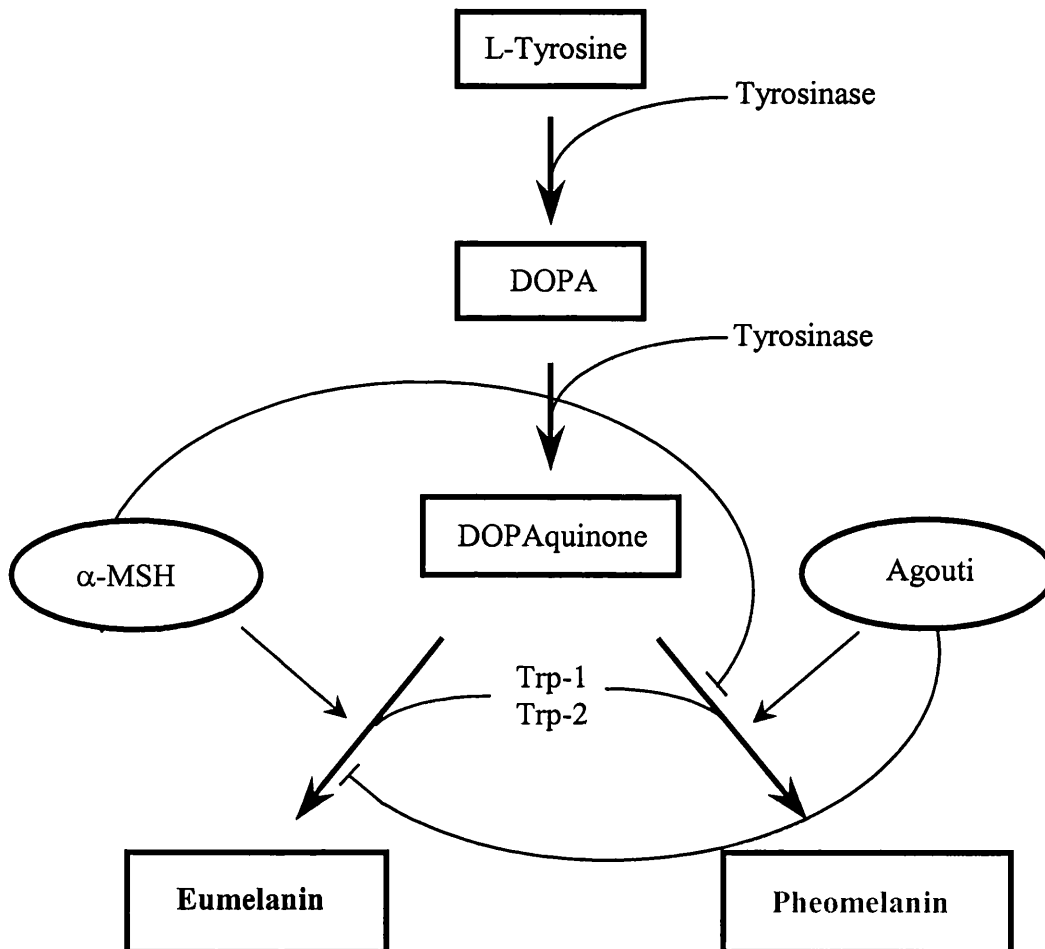 L-Tyrosine
Tyrosinase
DOPA
Tyrosinase
DOPAquinone
α-MSH
Agouti
Trp-1
Trp-2
Eumelanin
Pheomelanin